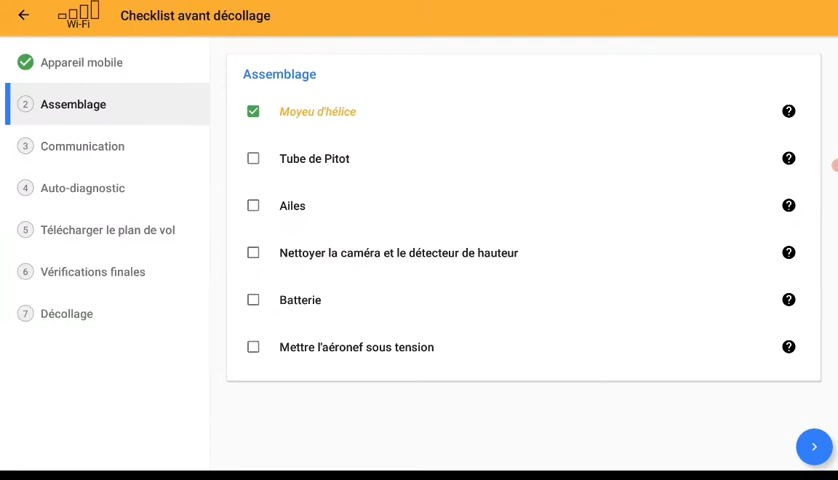 Wi-Fi
Checklist avant décollage
Appareil mobile
2 Assemblage
3 Communication
4 Auto-diagnostic
5 Télécharger le plan de vol
6 Vérifications finales
7 Décollage
Assemblage
Moyeu d'hélice ?
Tube de Pitot ?
Ailes ?
Nettoyer la caméra et le détecteur de hauteur ?
Batterie ?
Mettre l'aéronef sous tension ?